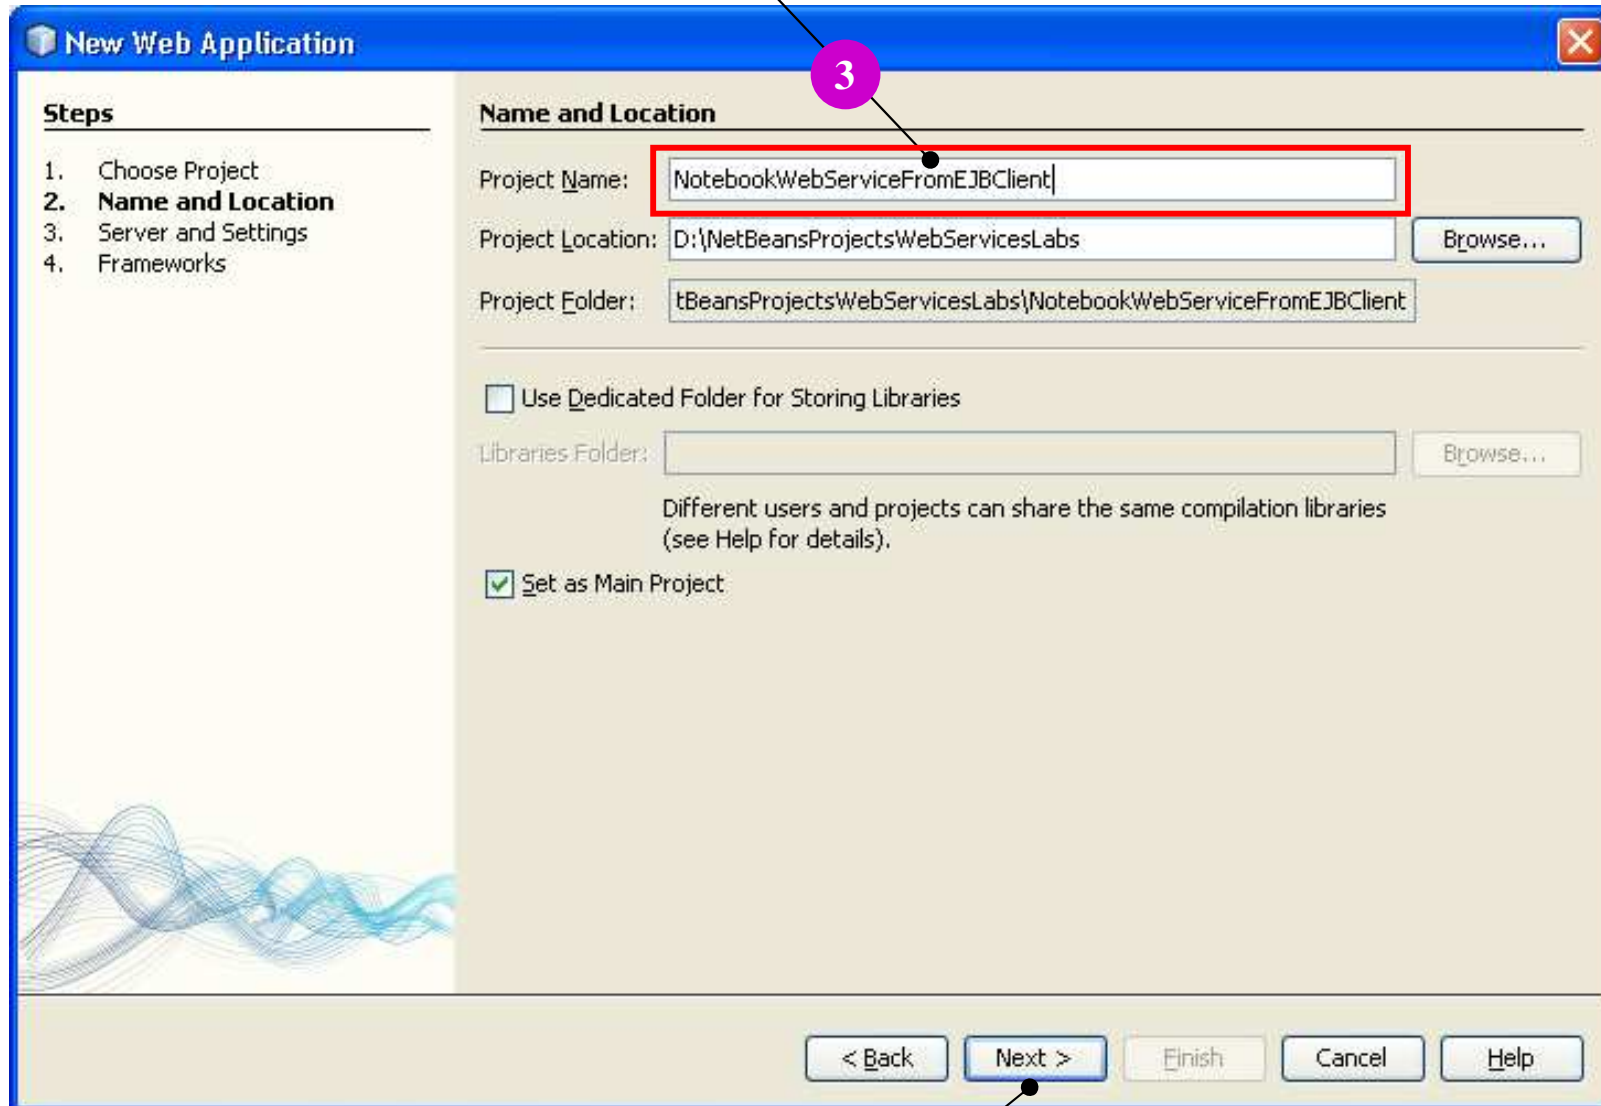 New Web Application
3
Steps
1. Choose Project
2. Name and Location
3. Server and Settings
4. Frameworks
Name and Location
Project Name: NotebookWebServiceFromEJBClient
Project Location: D:\NetBeansProjectsWebServicesLabs Browse...
Project Folder: tBeansProjectsWebServicesLabs\NotebookWebServiceFromEJBClient
Use Dedicated Folder for Storing Libraries
Libraries Folder: Browse...
Different users and projects can share the same compilation libraries
(see Help for details).
Set as Main Project
< Back Next > Finish Cancel Help